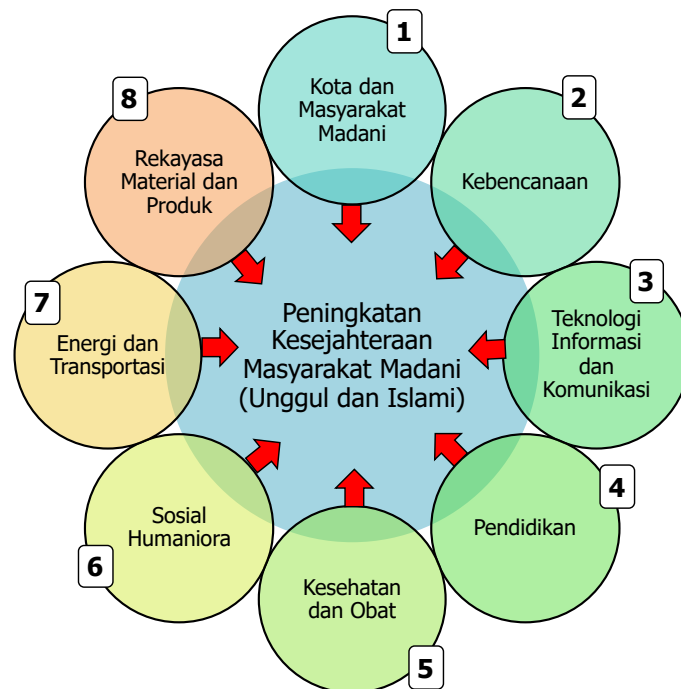 1
Kota dan
Masyarakat
Madani
2
Kebencanaan
3
Teknologi
Informasi
dan
Komunikasi
4
Pendidikan
5
Kesehatan
dan Obat
6
Sosial
Humaniora
7
Energi dan
Transportasi
8
Rekayasa
Material dan
Produk
Peningkatan
Kesejahteraan
Masyarakat Madani
(Unggul dan Islami)